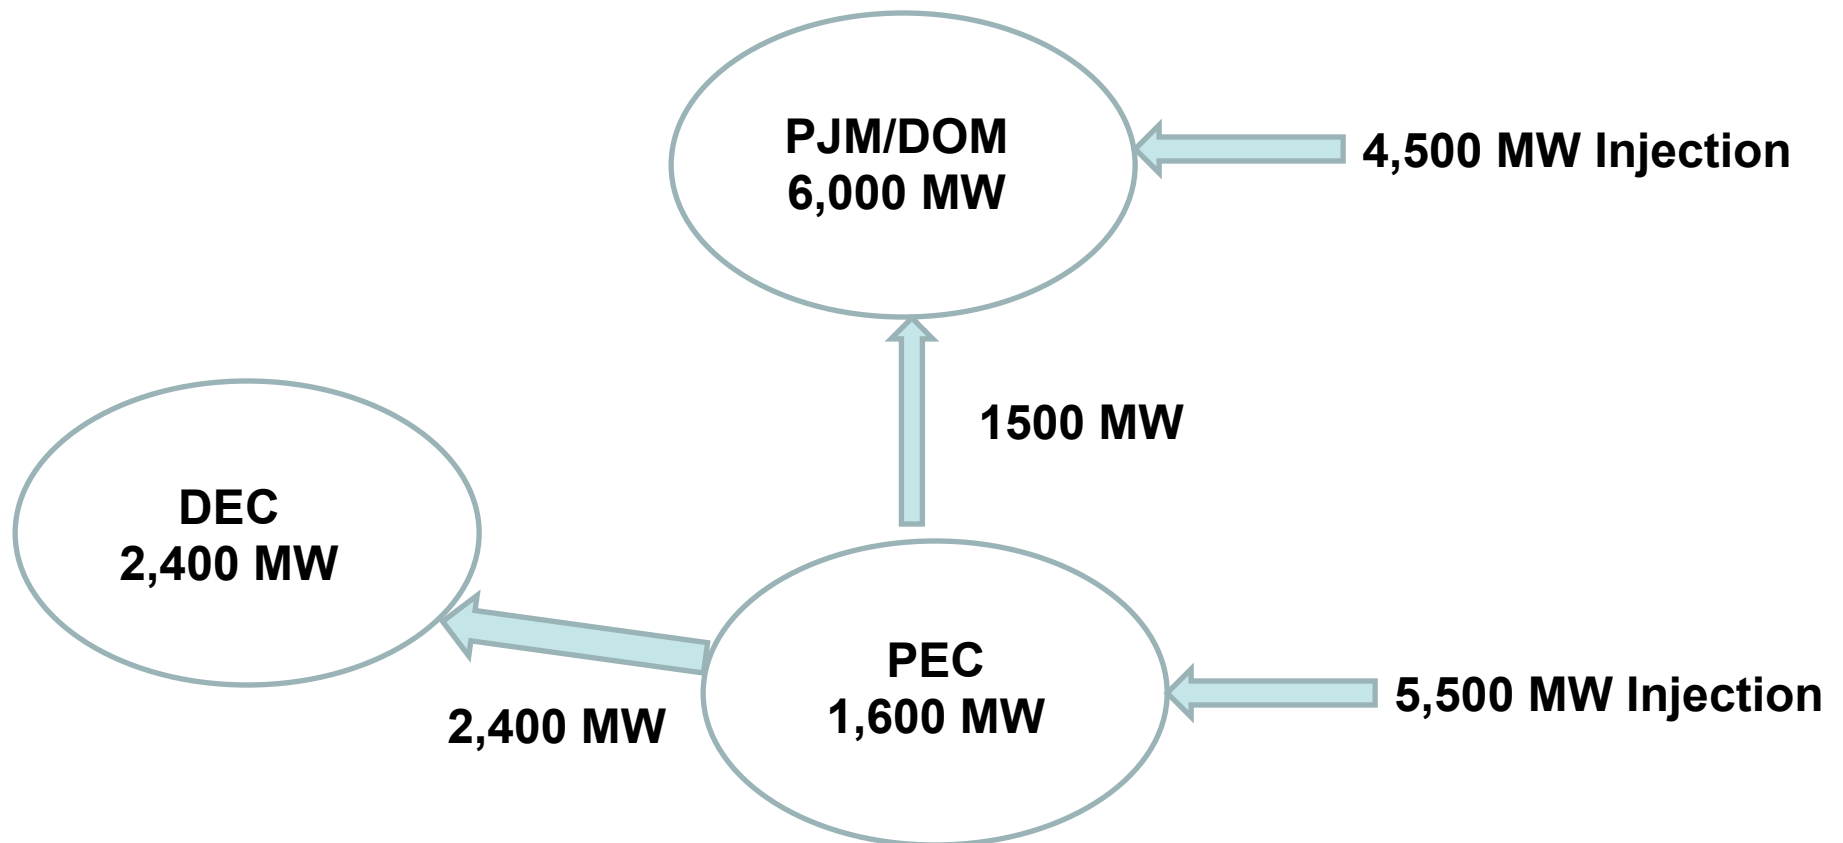 PJM/DOM
6,000 MW
4,500 MW Injection
1500 MW
DEC
2,400 MW
2,400 MW
PEC
1,600 MW
5,500 MW Injection